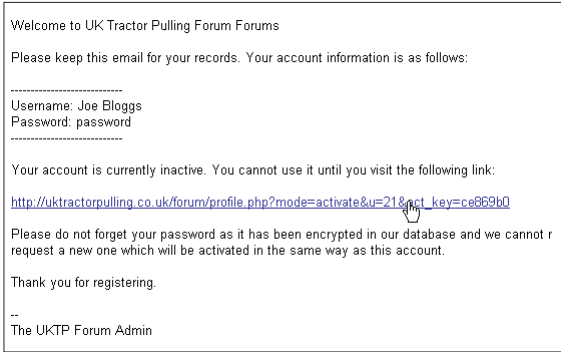 Welcome to UK Tractor Pulling Forum Forums
Please keep this email for your records. Your account information is as follows:
----------------------------
Username: Joe Bloggs
Password: password
----------------------------
Your account is currently inactive. You cannot use it until you visit the following link:
http://uktractorpulling.co.uk/forum/profile.php?mode=activate&u=21&act_key=ce869b0
Please do not forget your password as it has been encrypted in our database and we cannot r
request a new one which will be activated in the same way as this account.
Thank you for registering.
--
The UKTP Forum Admin